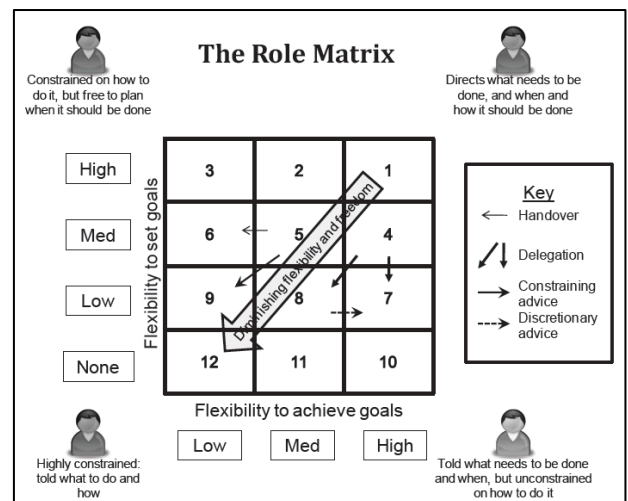 The Role Matrix
Constrained on how to
do it, but free to plan
when it should be done
Directs what needs to be
done, and when and
how it should be done
High
Med
Low
None
Flexibility to set goals
3
2
1
6
5
4
9
8
7
12
11
10
Diminishing flexibility and freedom
Flexibility to achieve goals
Low
Med
High
Key
Handover
Delegation
Constraining
advice
Discretionary
advice
Highly constrained:
told what to do and
how
Told what needs to be done
and when, but unconstrained
on how to do it